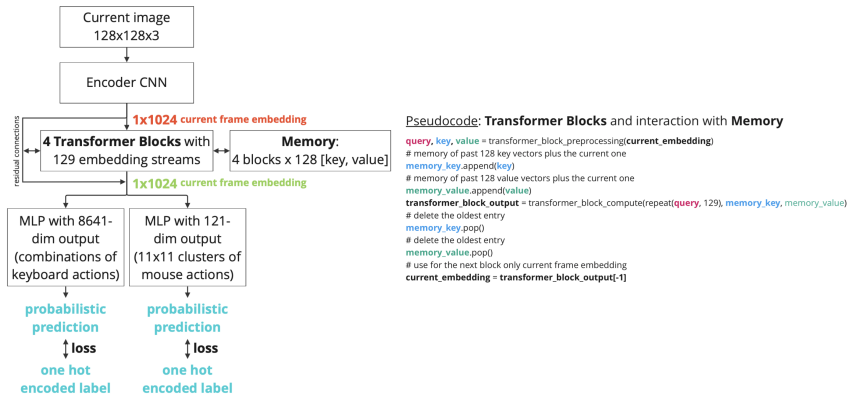 Current image
128x128x3
Encoder CNN
residual connections
1x1024 current frame embedding
4 Transformer Blocks with
129 embedding streams
Memory:
4 blocks x 128 [key, value]
1x1024 current frame embedding
MLP with 8641-
dim output
(combinations of
keyboard actions)
MLP with 121-
dim output
(11x11 clusters of
mouse actions)
probabilistic
prediction
probabilistic
prediction
loss
loss
one hot
encoded label
one hot
encoded label
Pseudocode: Transformer Blocks and interaction with Memory
query, key, value = transformer_block_preprocessing(current_embedding)
# memory of past 128 key vectors plus the current one
memory_key.append(key)
# memory of past 128 value vectors plus the current one
memory_value.append(value)
transformer_block_output = transformer_block_compute(repeat(query, 129), memory_key, memory_value)
# delete the oldest entry
memory_key.pop()
# delete the oldest entry
memory_value.pop()
# use for the next block only current frame embedding
current_embedding = transformer_block_output[-1]